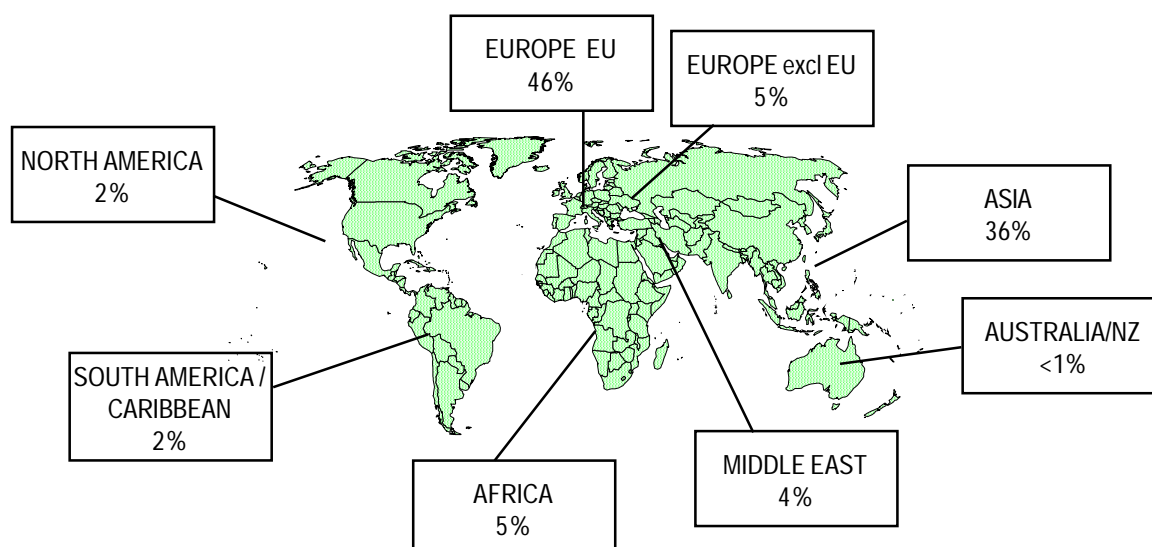 EUROPE EU
46%
EUROPE excl EU
5%
NORTH AMERICA
2%
ASIA
36%
AUSTRALIA/NZ
<1%
SOUTH AMERICA /
CARIBBEAN
2%
MIDDLE EAST
4%
AFRICA
5%